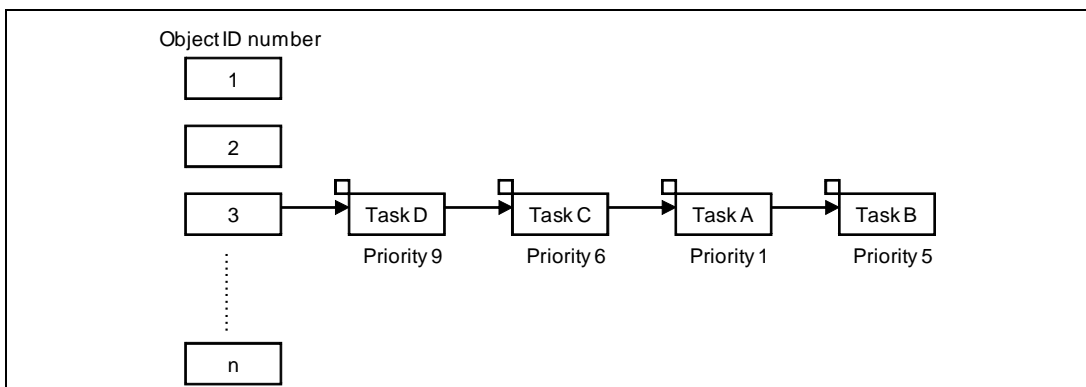 Object ID number
1
2
3
Task D
Task C
Task A
Task B
Priority 9
Priority 6
Priority 1
Priority 5
n